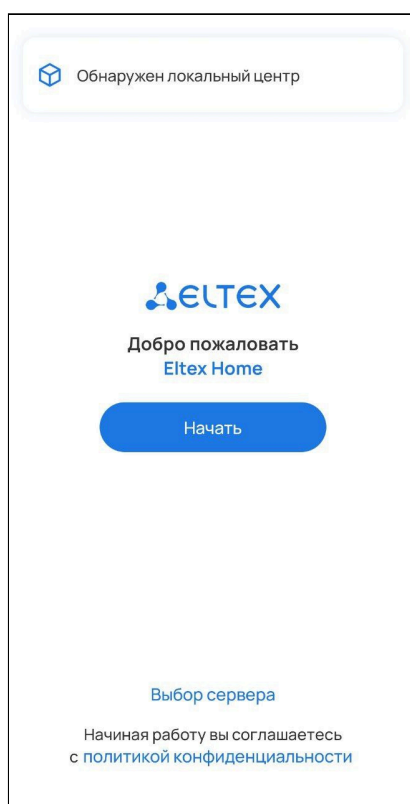 Обнаружен локальный центр
ELTEX
Добро пожаловать
Eltex Home
Начать
Выбор сервера
Начиная работу вы соглашаетесь
с политикой конфиденциальности